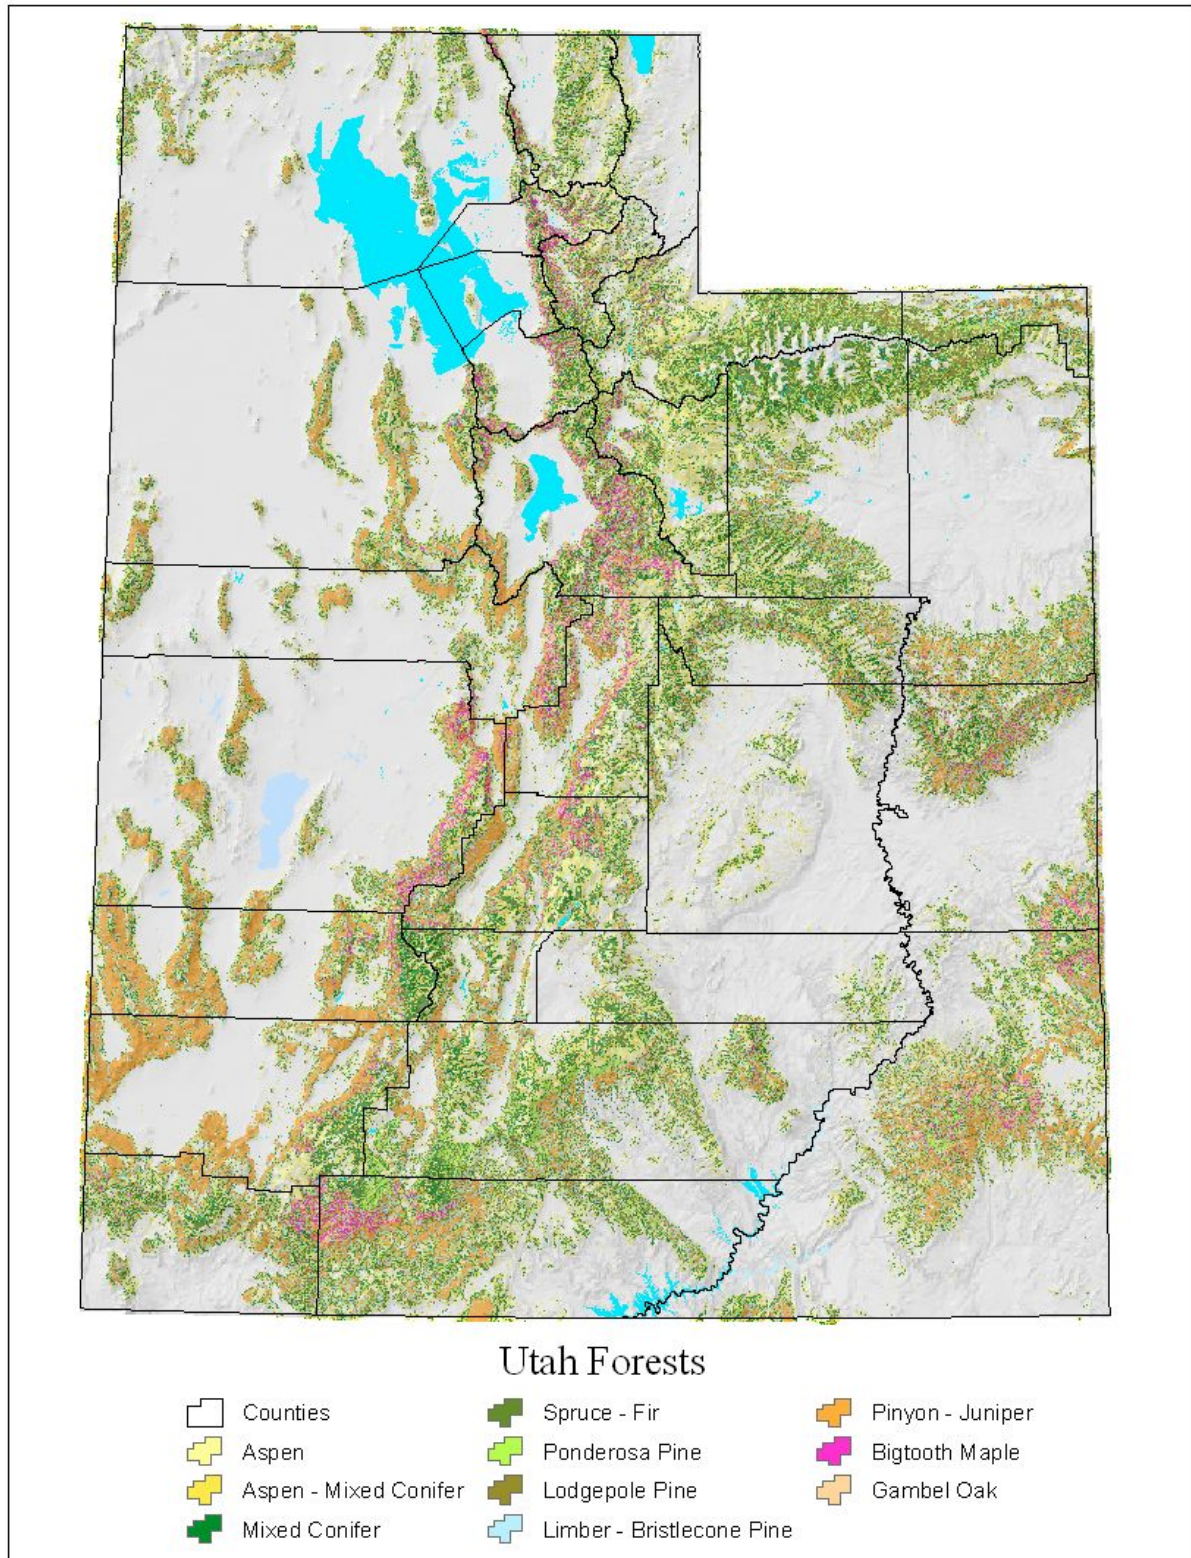 Utah Forests
Counties
Aspen
Aspen - Mixed Conifer
Mixed Conifer
Spruce - Fir
Ponderosa Pine
Lodgepole Pine
Limber - Bristlecone Pine
Pinyon - Juniper
Bigtooth Maple
Gambel Oak